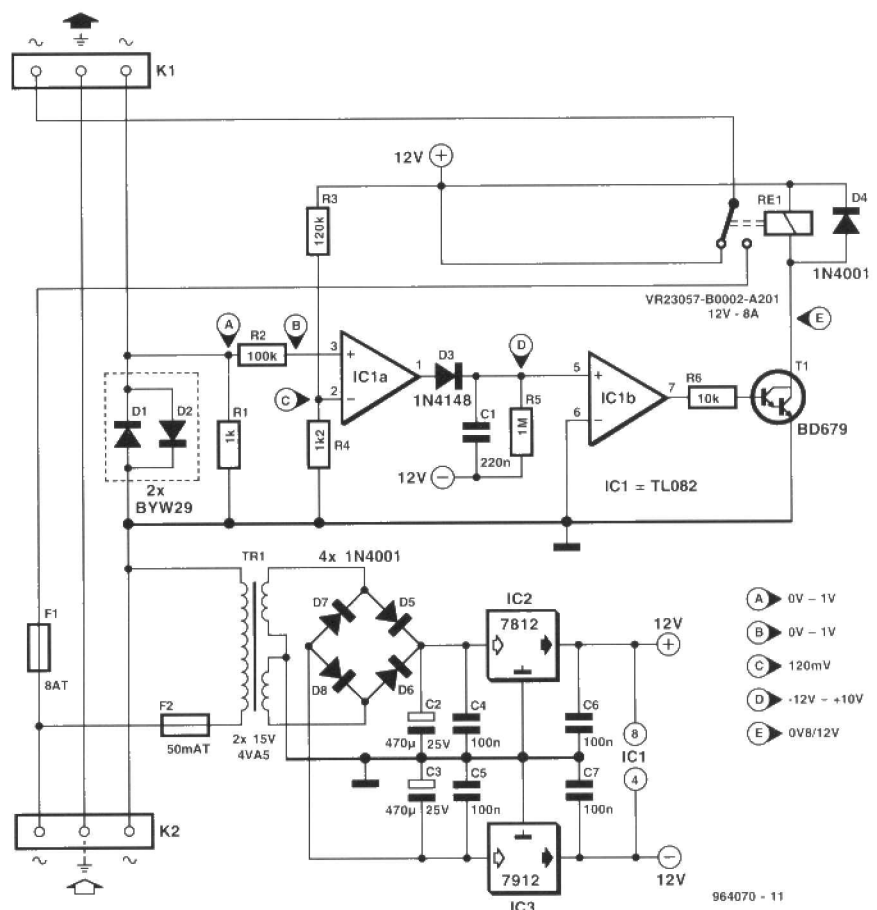 ~ ⏚ ~
K1
12V +
R3
120k
RE1
D4
1N4001
VR23057-B0002-A201
12V - 8A
A
R2
100k
B
3
+
IC1a
1
D3
1N4148
D
5
+
IC1b
7
R6
10k
E
T1
BD679
C
2
–
6
–
D1
D2
R1
1k
1k2
R4
C1
220n
R5
1M
12V –
IC1 = TL082
2x
BYW29
TR1
4x 1N4001
F1
8AT
F2
50mAT
2x 15V
4VA5
D7
D5
D8
D6
IC2
7812
12V
+
C2
470µ
25V
C4
100n
C6
100n
8
IC1
4
C3
470µ
25V
C5
100n
C7
100n
7912
IC3
–
12V
A 0V – 1V
B 0V – 1V
C 120mV
D -12V – +10V
E 0V8/12V
K2
~ ⏚ ~
964070 - 11